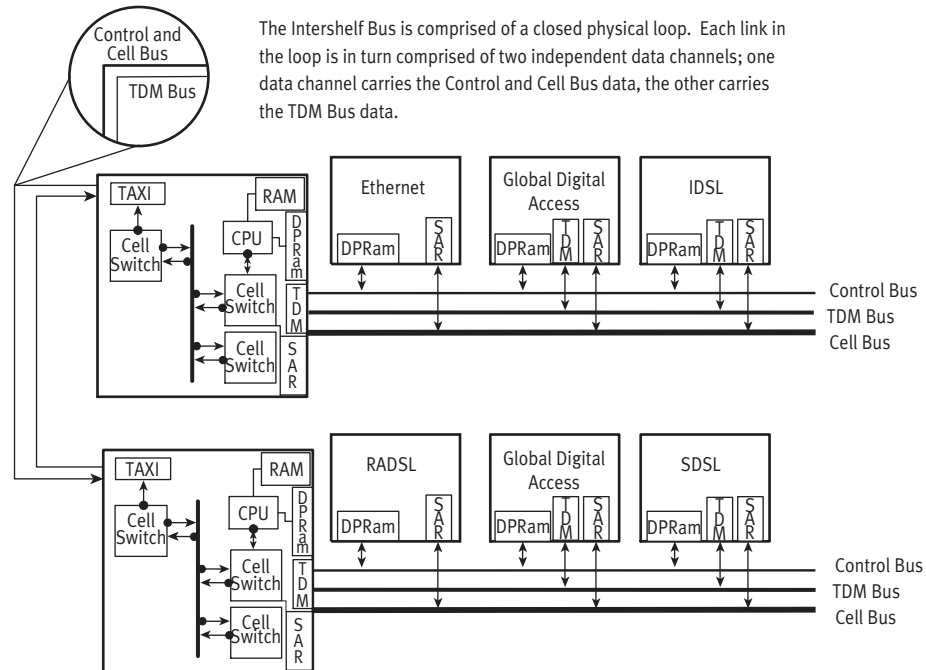 Control and
Cell Bus
TDM Bus
The Intershelf Bus is comprised of a closed physical loop. Each link in
the loop is in turn comprised of two independent data channels; one
data channel carries the Control and Cell Bus data, the other carries
the TDM Bus data.
TAXI
RAM
CPU
DPRam
Cell
Switch
Cell
Switch
TDM
Cell
Switch
SAR
Ethernet
DPRam
SAR
Global Digital
Access
DPRam
TDM
SAR
IDSL
DPRam
TDM
SAR
Control Bus
TDM Bus
Cell Bus
TAXI
RAM
CPU
DPRam
Cell
Switch
Cell
Switch
TDM
Cell
Switch
SAR
RADSL
DPRam
SAR
Global Digital
Access
DPRam
TDM
SAR
SDSL
DPRam
TDM
SAR
Control Bus
TDM Bus
Cell Bus